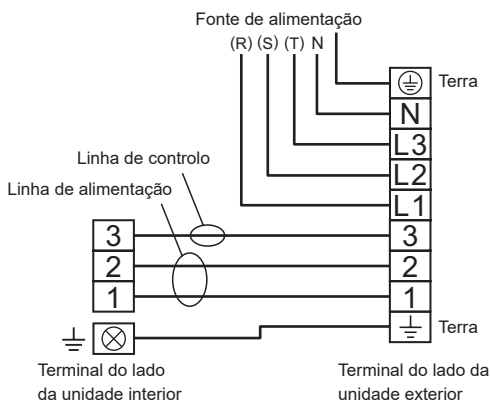 Fonte de alimentação
(R) (S) (T) N
Terra
N
L3
L2
L1
Linha de controlo
Linha de alimentação
3
2
1
3
2
1
Terra
Terminal do lado
da unidade interior
Terminal do lado da
unidade exterior